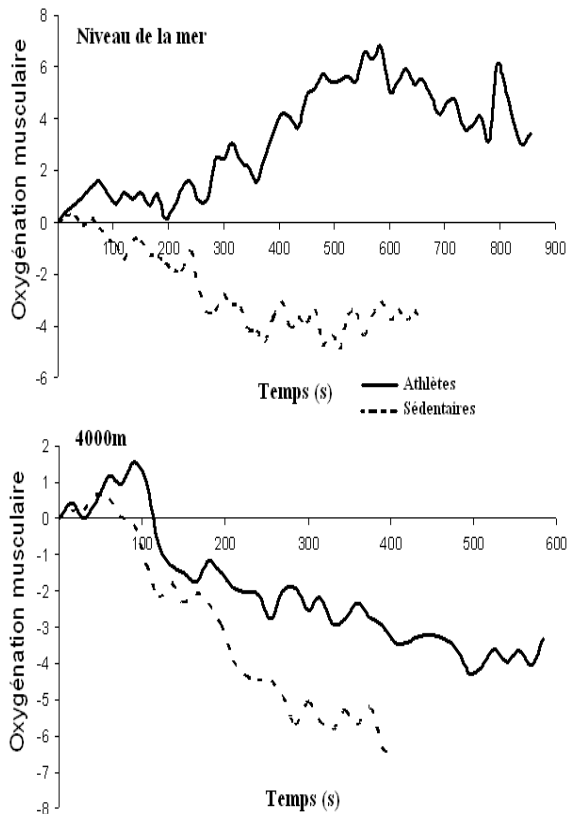 Niveau de la mer
Oxygénation musculaire
8
6
4
2
0
-2
-4
-6
100 200 300 400 500 600 700 800 900
Temps (s)
Athlètes
Sédentaires
4000m
Oxygénation musculaire
2
1
0
-1
-2
-3
-4
-5
-6
-7
-8
100 200 300 400 500 600
Temps (s)